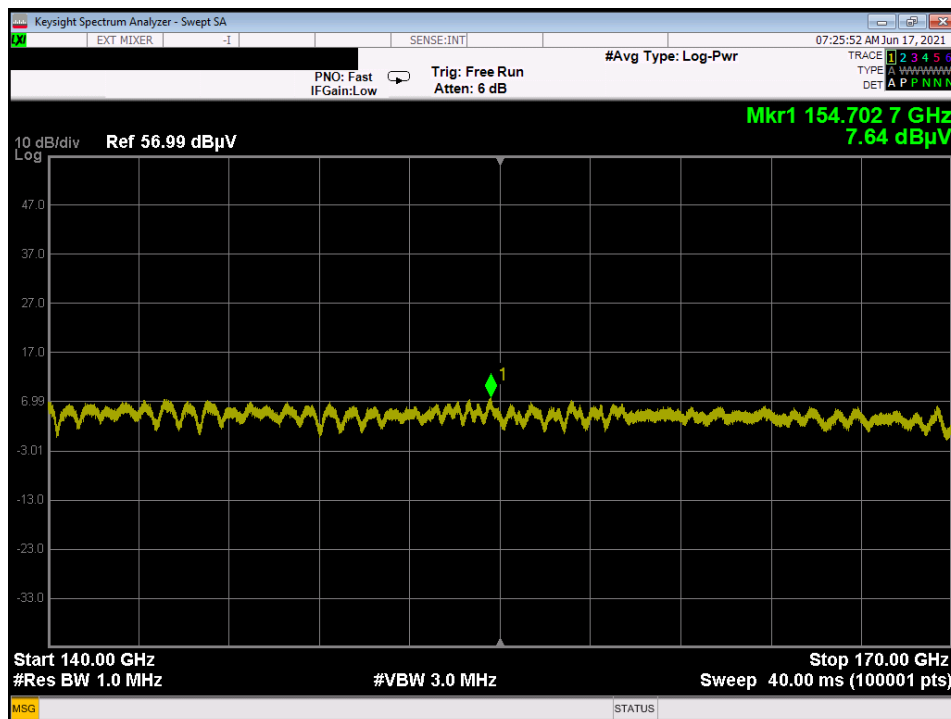 Keysight Spectrum Analyzer - Swept SA
LXI EXT MIXER -I SENSE:INT 07:25:52 AM Jun 17, 2021
#Avg Type: Log-Pwr TRACE 1 2 3 4 5 6
PNO: Fast Trig: Free Run TYPE A WWWWW
IFGain:Low Atten: 6 dB DET A P P N N N
Mkr1 154.702 7 GHz
10 dB/div Ref 56.99 dBµV 7.64 dBµV
Log
47.0
37.0
27.0
17.0
1
6.99
-3.01
-13.0
-23.0
-33.0
Start 140.00 GHz Stop 170.00 GHz
#Res BW 1.0 MHz #VBW 3.0 MHz Sweep 40.00 ms (100001 pts)
MSG STATUS